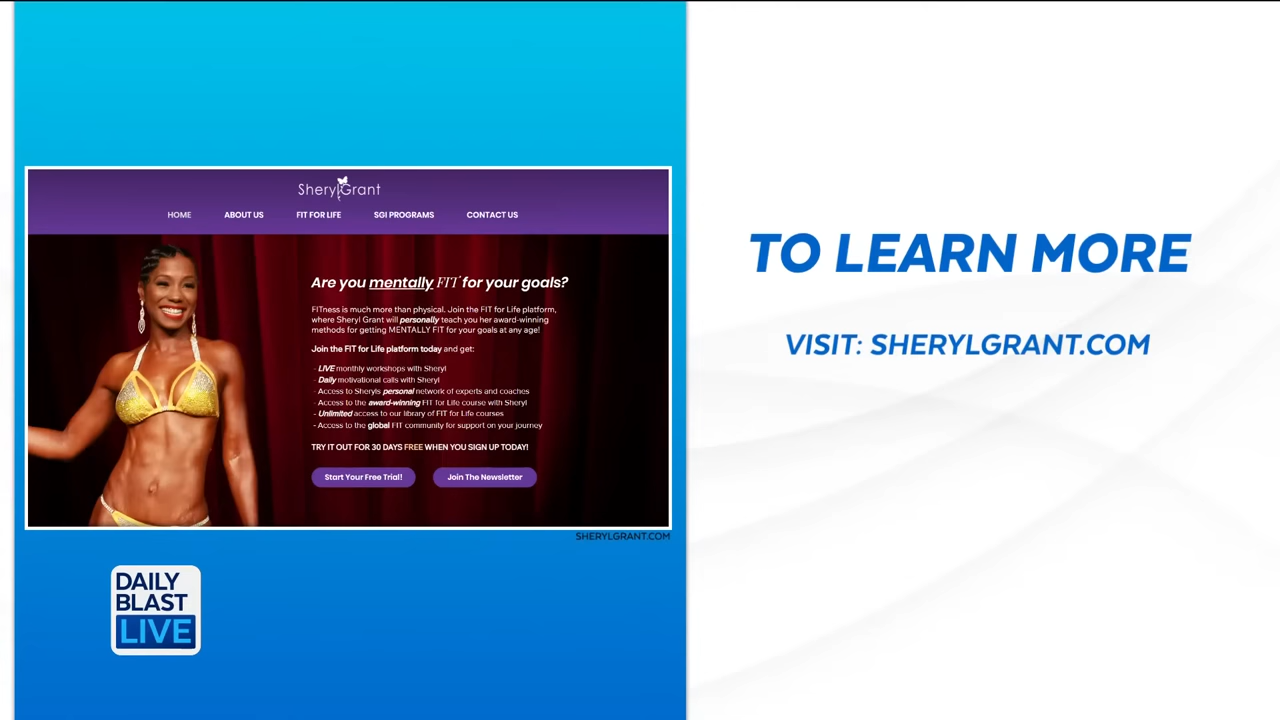 SherylGrant
HOME ABOUT US FIT FOR LIFE SGI PROGRAMS CONTACT US
Are you mentally FIT for your goals?
FITness is much more than physical. Join the FIT for Life platform,
where Sheryl Grant will personally teach you her award-winning
methods for getting MENTALLY FIT for your goals at any age!
Join the FIT for Life platform today and get:
- LIVE monthly workshops with Sheryl
- Daily motivational calls with Sheryl
- Access to Sheryls personal network of experts and coaches
- Access to the award-winning FIT for Life course with Sheryl
- Unlimited access to our library of FIT for Life courses
- Access to the global FIT community for support on your journey
TRY IT OUT FOR 30 DAYS FREE WHEN YOU SIGN UP TODAY!
Start Your Free Trial! Join The Newsletter
SHERYLGRANT.COM
DAILY
BLAST
LIVE
TO LEARN MORE
VISIT: SHERYLGRANT.COM